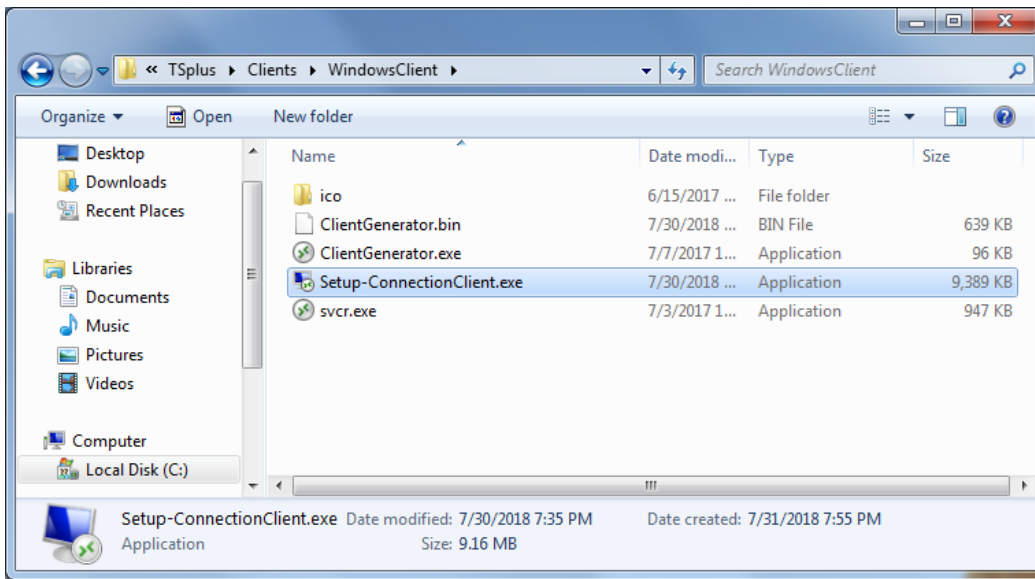 « TSplus Clients WindowsClient Search WindowsClient
Organize Open New folder
Desktop
Downloads
Recent Places
Libraries
Documents
Music
Pictures
Videos
Computer
Local Disk (C:)
Name Date modi... Type Size
ico 6/15/2017 ... File folder
ClientGenerator.bin 7/30/2018 ... BIN File 639 KB
ClientGenerator.exe 7/7/2017 1... Application 96 KB
Setup-ConnectionClient.exe 7/30/2018 ... Application 9,389 KB
svcr.exe 7/3/2017 1... Application 947 KB
Setup-ConnectionClient.exe Date modified: 7/30/2018 7:35 PM Date created: 7/31/2018 7:55 PM
Application Size: 9.16 MB